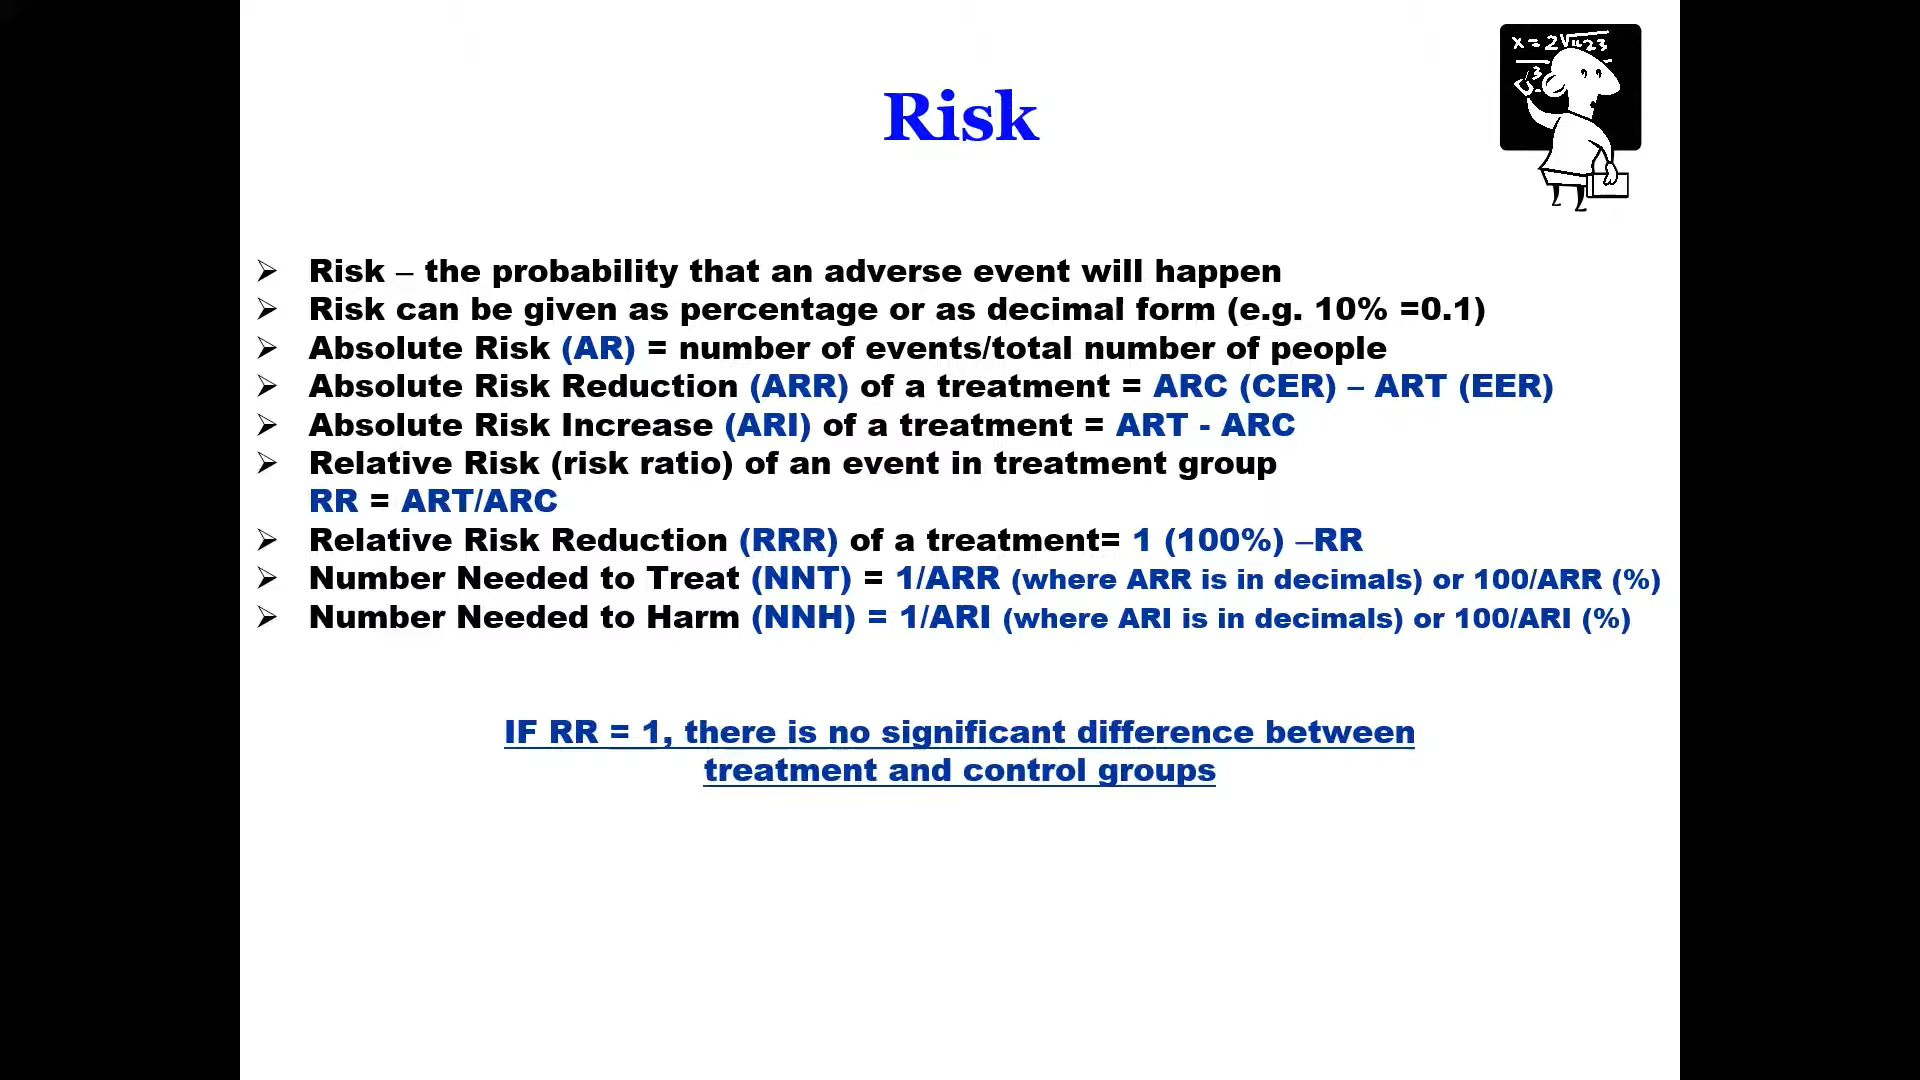 x = 2√423
3
Risk
Risk – the probability that an adverse event will happen
Risk can be given as percentage or as decimal form (e.g. 10% =0.1)
Absolute Risk (AR) = number of events/total number of people
Absolute Risk Reduction (ARR) of a treatment = ARC (CER) – ART (EER)
Absolute Risk Increase (ARI) of a treatment = ART - ARC
Relative Risk (risk ratio) of an event in treatment group
RR = ART/ARC
Relative Risk Reduction (RRR) of a treatment= 1 (100%) –RR
Number Needed to Treat (NNT) = 1/ARR (where ARR is in decimals) or 100/ARR (%)
Number Needed to Harm (NNH) = 1/ARI (where ARI is in decimals) or 100/ARI (%)
IF RR = 1, there is no significant difference between
treatment and control groups